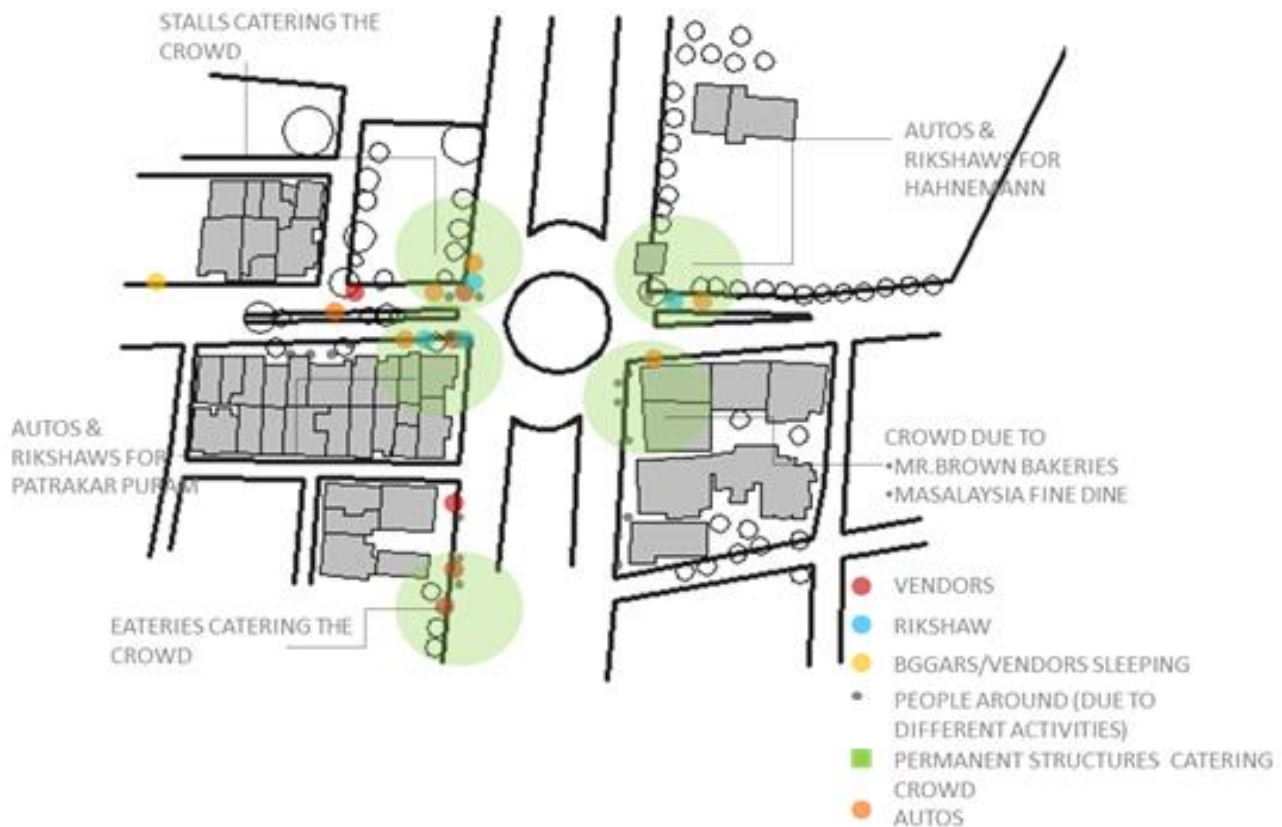 STALLS CATERING THE
CROWD
AUTOS &
RIKSHAWS FOR
HAHNEMANN
AUTOS &
RIKSHAWS FOR
PATRAKAR PURAM
CROWD DUE TO
•MR.BROWN BAKERIES
•MASALAYSIA FINE DINE
EATERIES CATERING THE
CROWD
VENDORS
RIKSHAW
BGGARS/VENDORS SLEEPING
PEOPLE AROUND (DUE TO
DIFFERENT ACTIVITIES)
PERMANENT STRUCTURES CATERING
CROWD
AUTOS